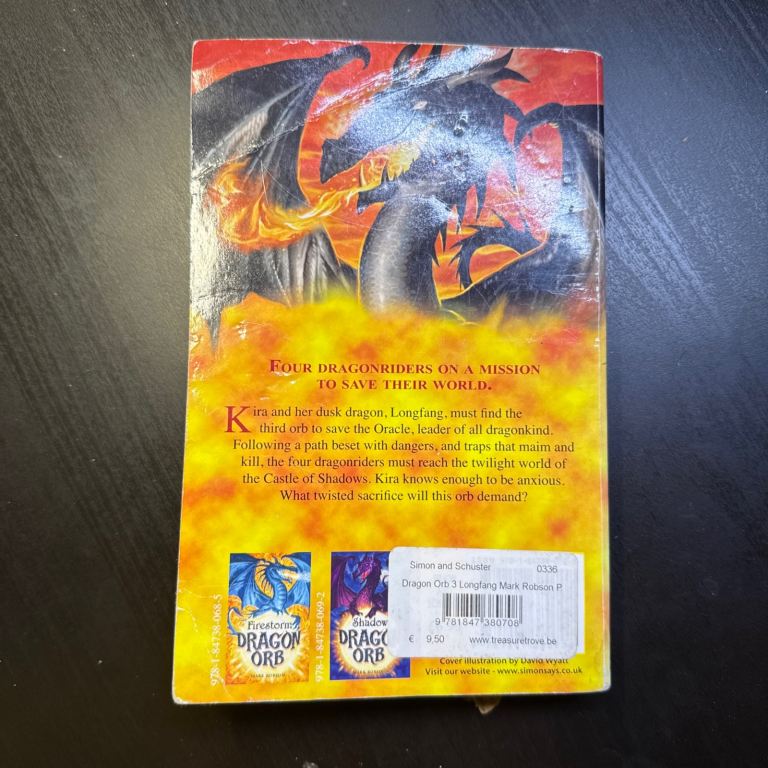 FOUR DRAGONRIDERS ON A MISSION
TO SAVE THEIR WORLD.
Kira and her dusk dragon, Longfang, must find the
third orb to save the Oracle, leader of all dragonkind.
Following a path beset with dangers, and traps that maim and
kill, the four dragonriders must reach the twilight world of
the Castle of Shadows. Kira knows enough to be anxious.
What twisted sacrifice will this orb demand?
978-1-84738-068-5
Firestorm
DRAGON
ORB
MARK ROBSON
978-1-84738-069-2
Shadow
DRAGO
ORB
Simon and Schuster 0336
Dragon Orb 3 Longfang Mark Robson P
9 781847 380708
€ 9,50 www.treasuretrove.be
Cover illustration by David Wyatt
Visit our website - www.simonsays.co.uk